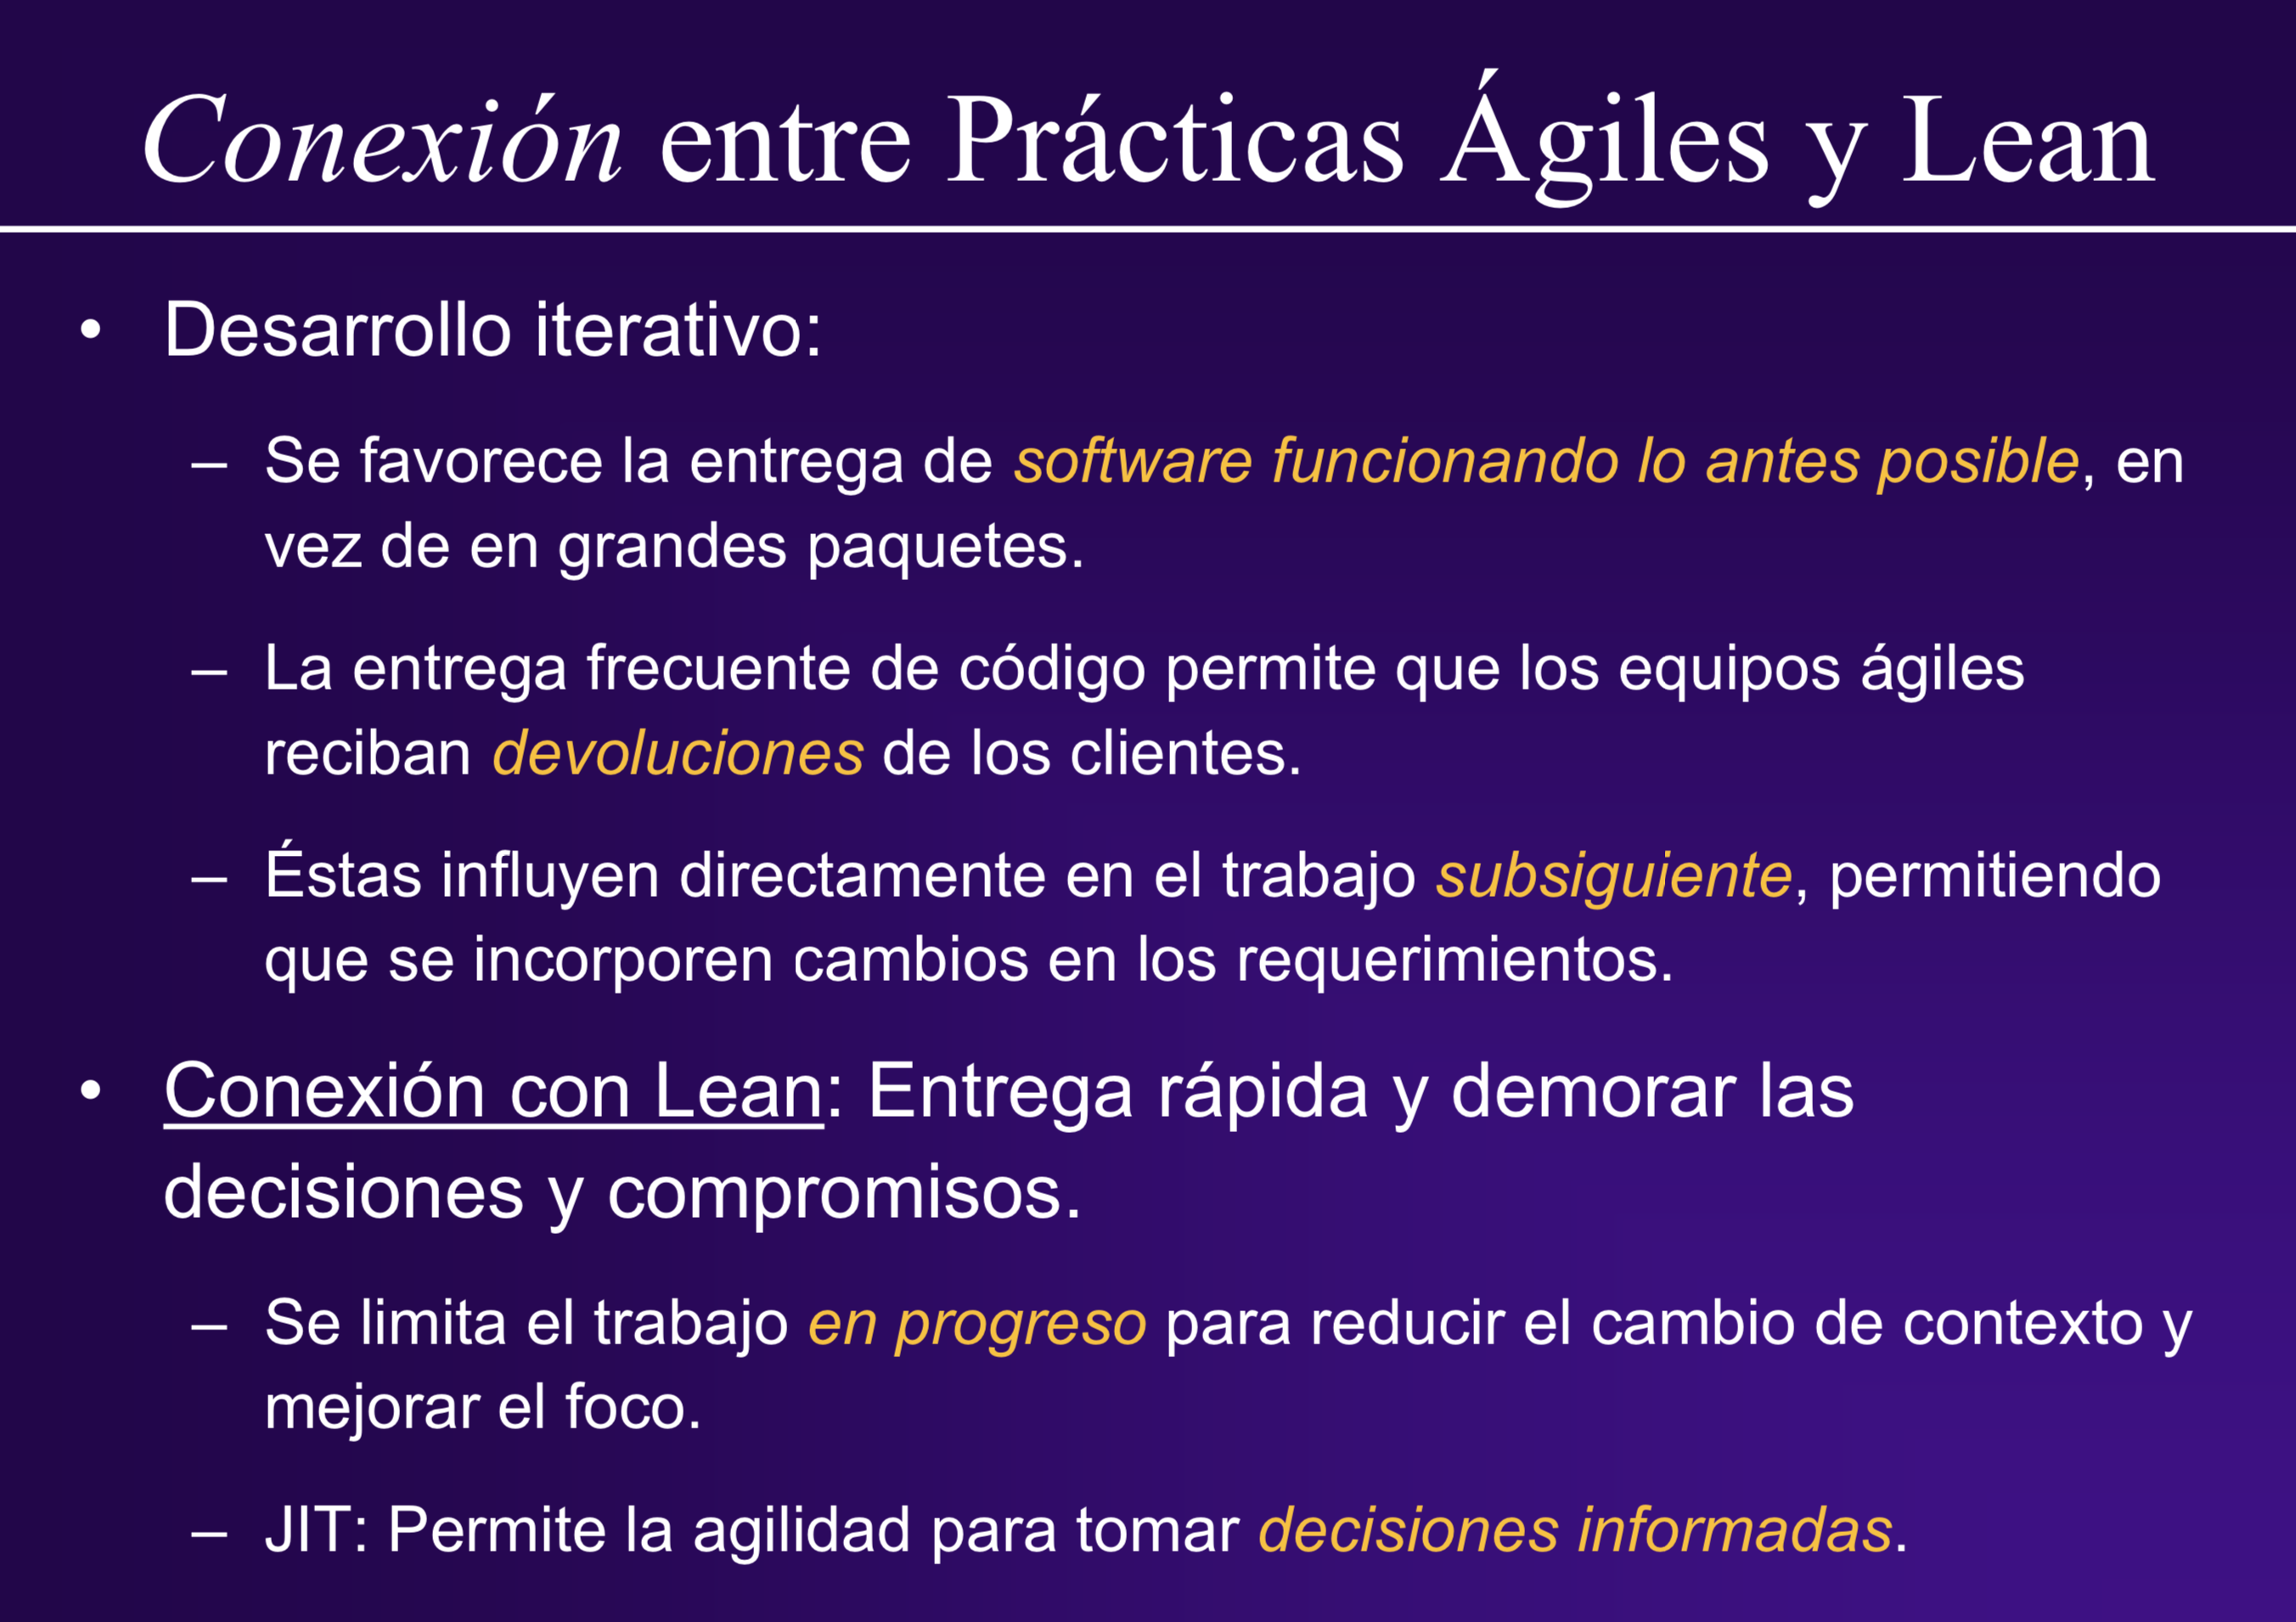 Conexión entre Prácticas Ágiles y Lean
• Desarrollo iterativo:
– Se favorece la entrega de software funcionando lo antes posible, en
vez de en grandes paquetes.
– La entrega frecuente de código permite que los equipos ágiles
reciban devoluciones de los clientes.
– Éstas influyen directamente en el trabajo subsiguiente, permitiendo
que se incorporen cambios en los requerimientos.
• Conexión con Lean: Entrega rápida y demorar las
decisiones y compromisos.
– Se limita el trabajo en progreso para reducir el cambio de contexto y
mejorar el foco.
– JIT: Permite la agilidad para tomar decisiones informadas.